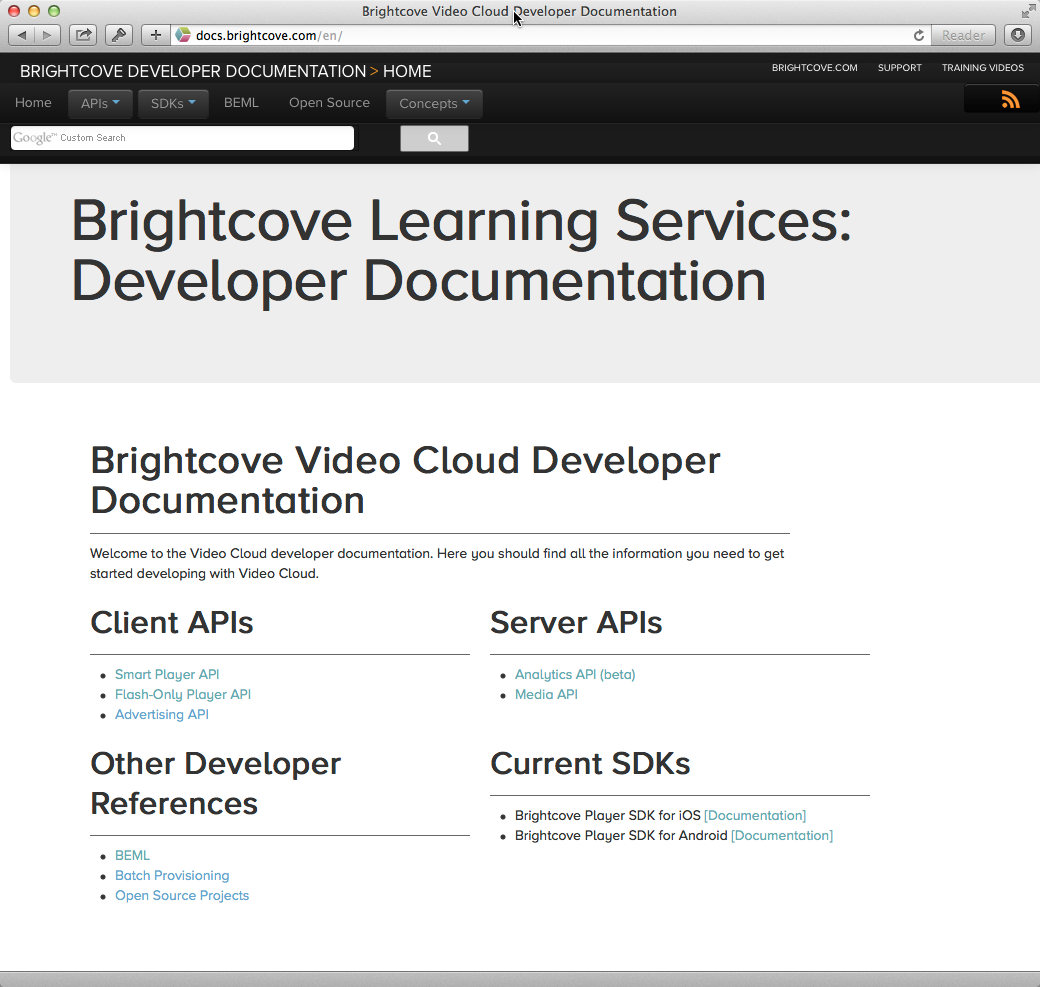 Brightcove Video Cloud Developer Documentation
docs.brightcove.com/en/
Reader
BRIGHTCOVE DEVELOPER DOCUMENTATION > HOME
BRIGHTCOVE.COM SUPPORT TRAINING VIDEOS
Home APIs SDKs BEML Open Source Concepts
Google™ Custom Search
Brightcove Learning Services:
Developer Documentation
Brightcove Video Cloud Developer
Documentation
Welcome to the Video Cloud developer documentation. Here you should find all the information you need to get
started developing with Video Cloud.
Client APIs
Smart Player API
Flash-Only Player API
Advertising API
Server APIs
Analytics API (beta)
Media API
Other Developer
References
BEML
Batch Provisioning
Open Source Projects
Current SDKs
Brightcove Player SDK for iOS [Documentation]
Brightcove Player SDK for Android [Documentation]